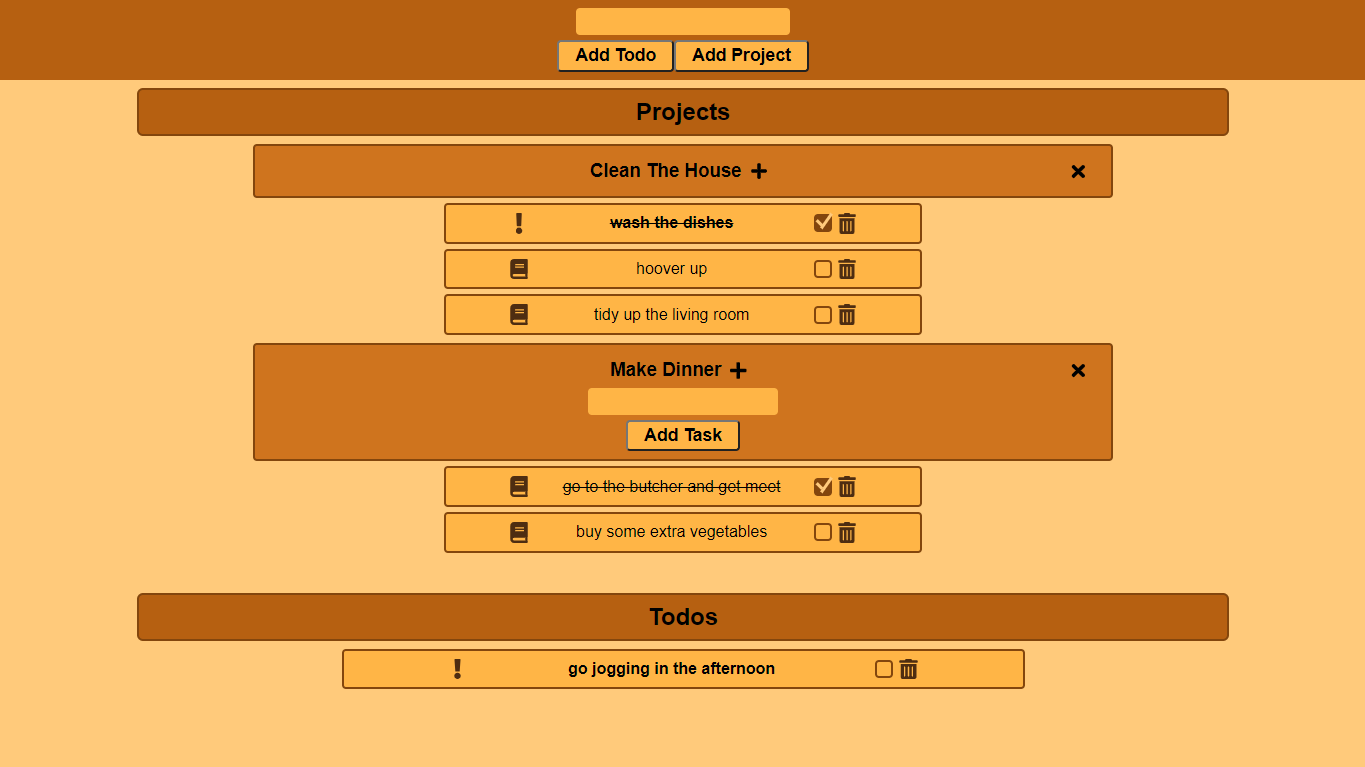 Add Todo Add Project
Projects
Clean The House
wash the dishes
hoover up
tidy up the living room
Make Dinner
Add Task
go to the butcher and get meet
buy some extra vegetables
Todos
go jogging in the afternoon